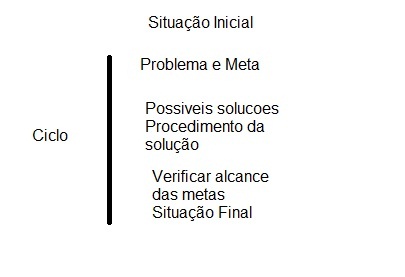 Situação Inicial
Problema e Meta
Possiveis solucoes
Procedimento da
solução
Ciclo
Verificar alcance
das metas
Situação Final